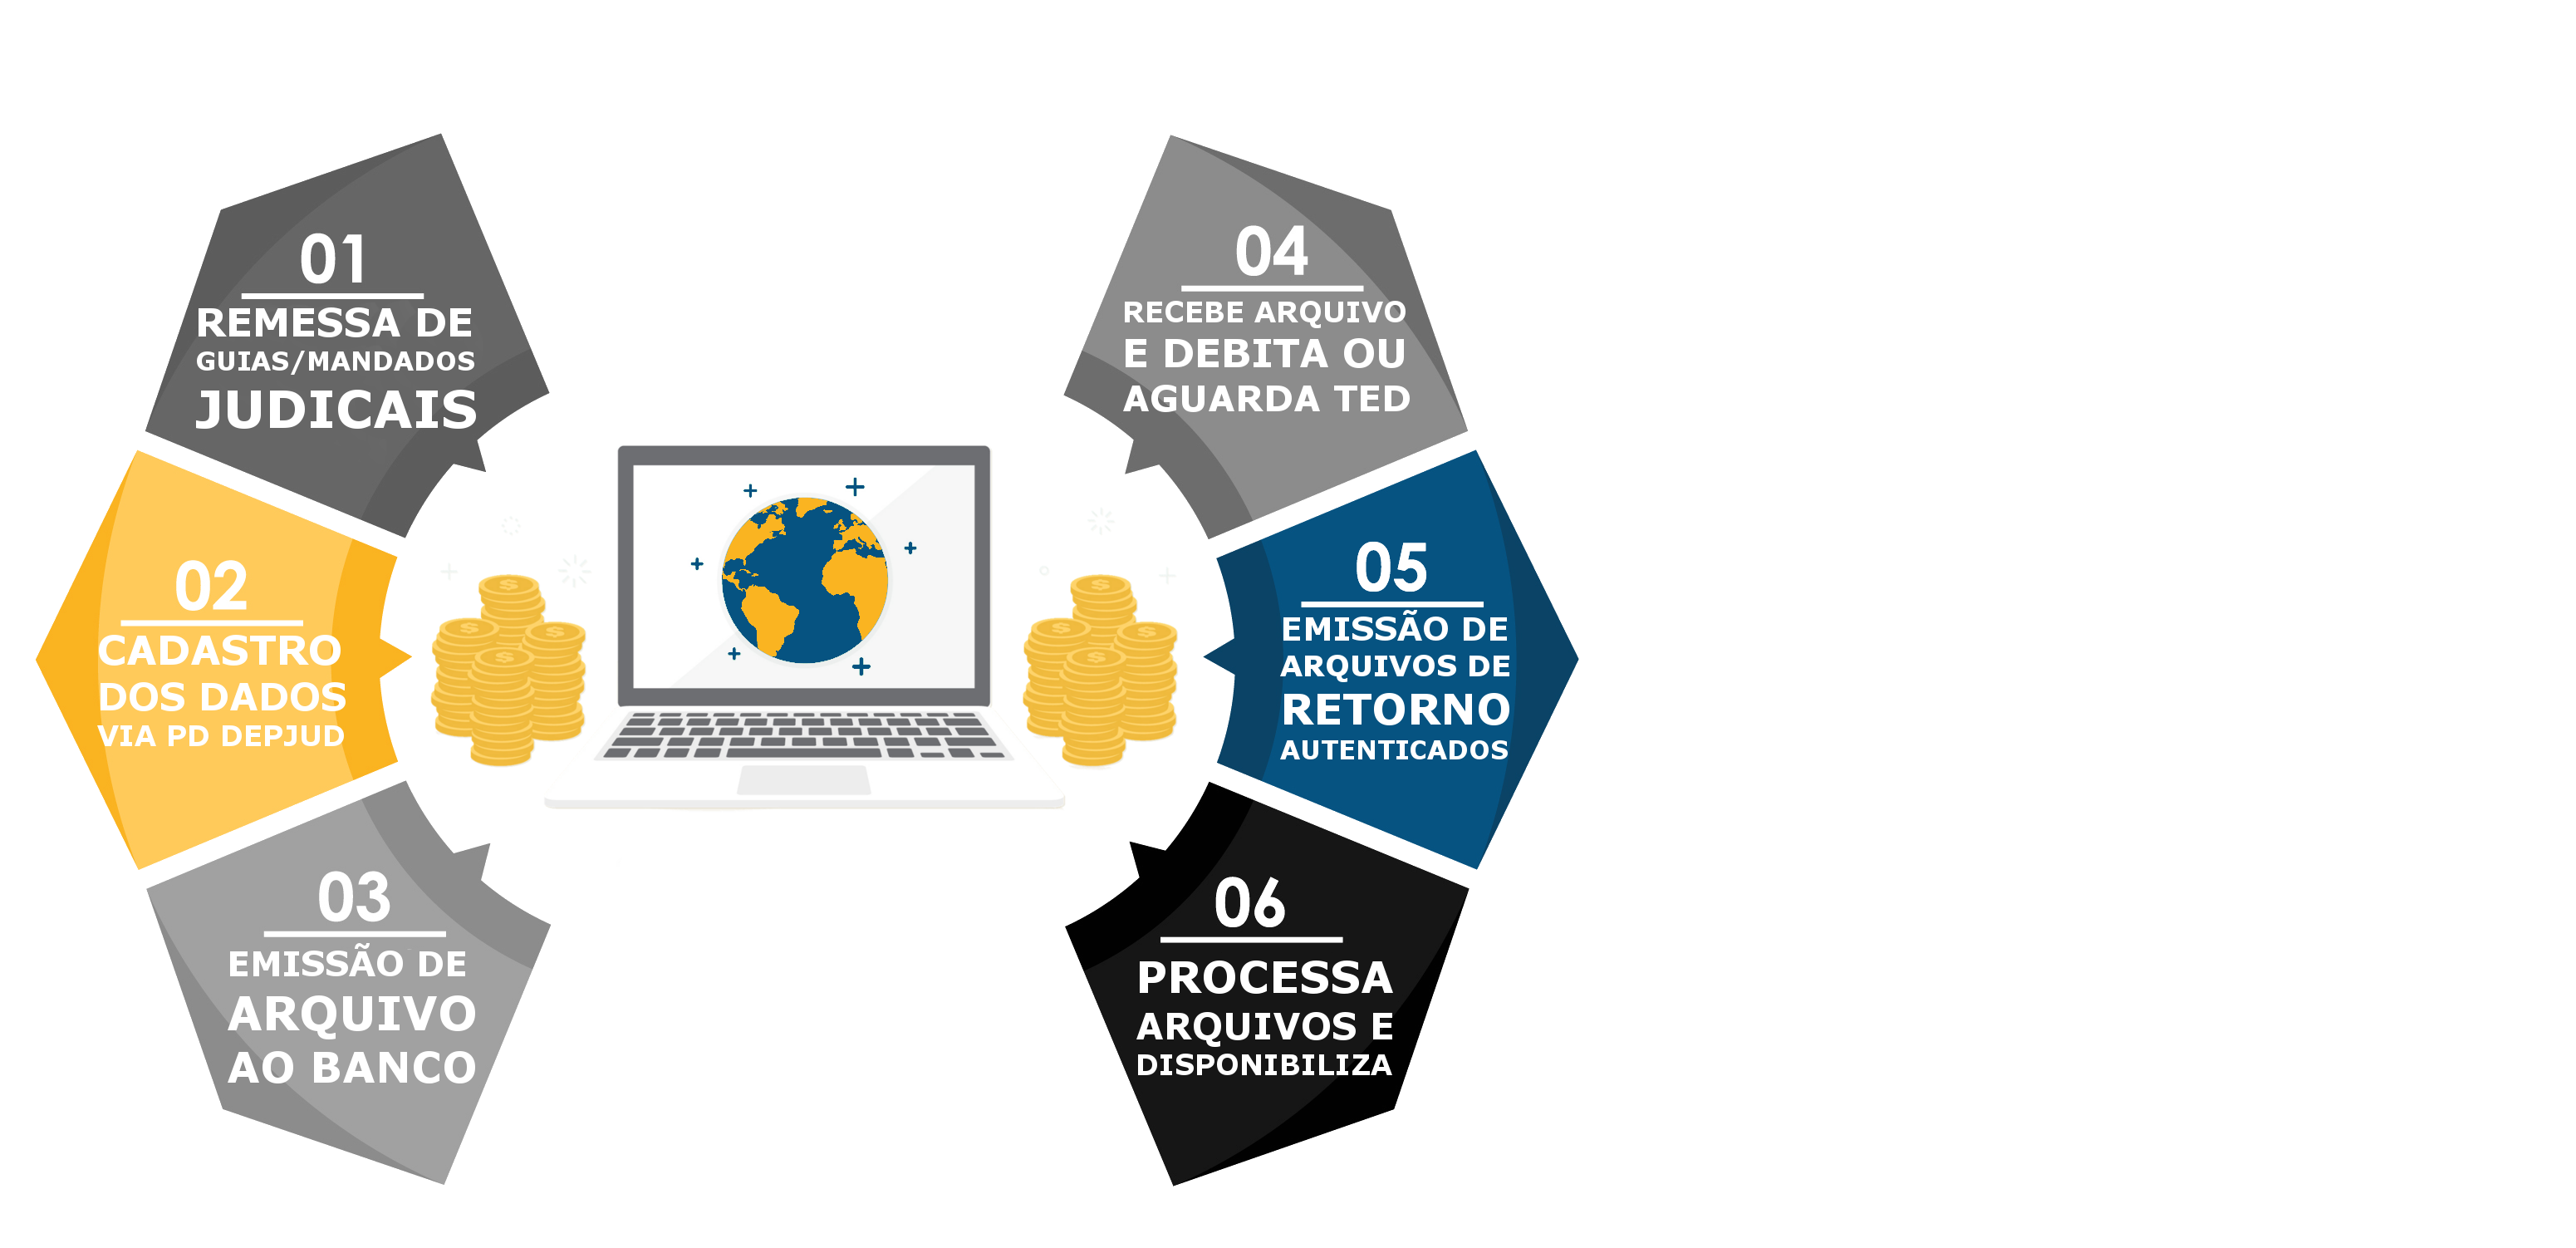 01
REMESSA DE
GUIAS/MANDADOS
JUDICAIS
02
CADASTRO
DOS DADOS
VIA PD DEPJUD
03
EMISSÃO DE
ARQUIVO
AO BANCO
04
RECEBE ARQUIVO
E DEBITA OU
AGUARDA TED
05
EMISSÃO DE
ARQUIVOS DE
RETORNO
AUTENTICADOS
06
PROCESSA
ARQUIVOS E
DISPONIBILIZA